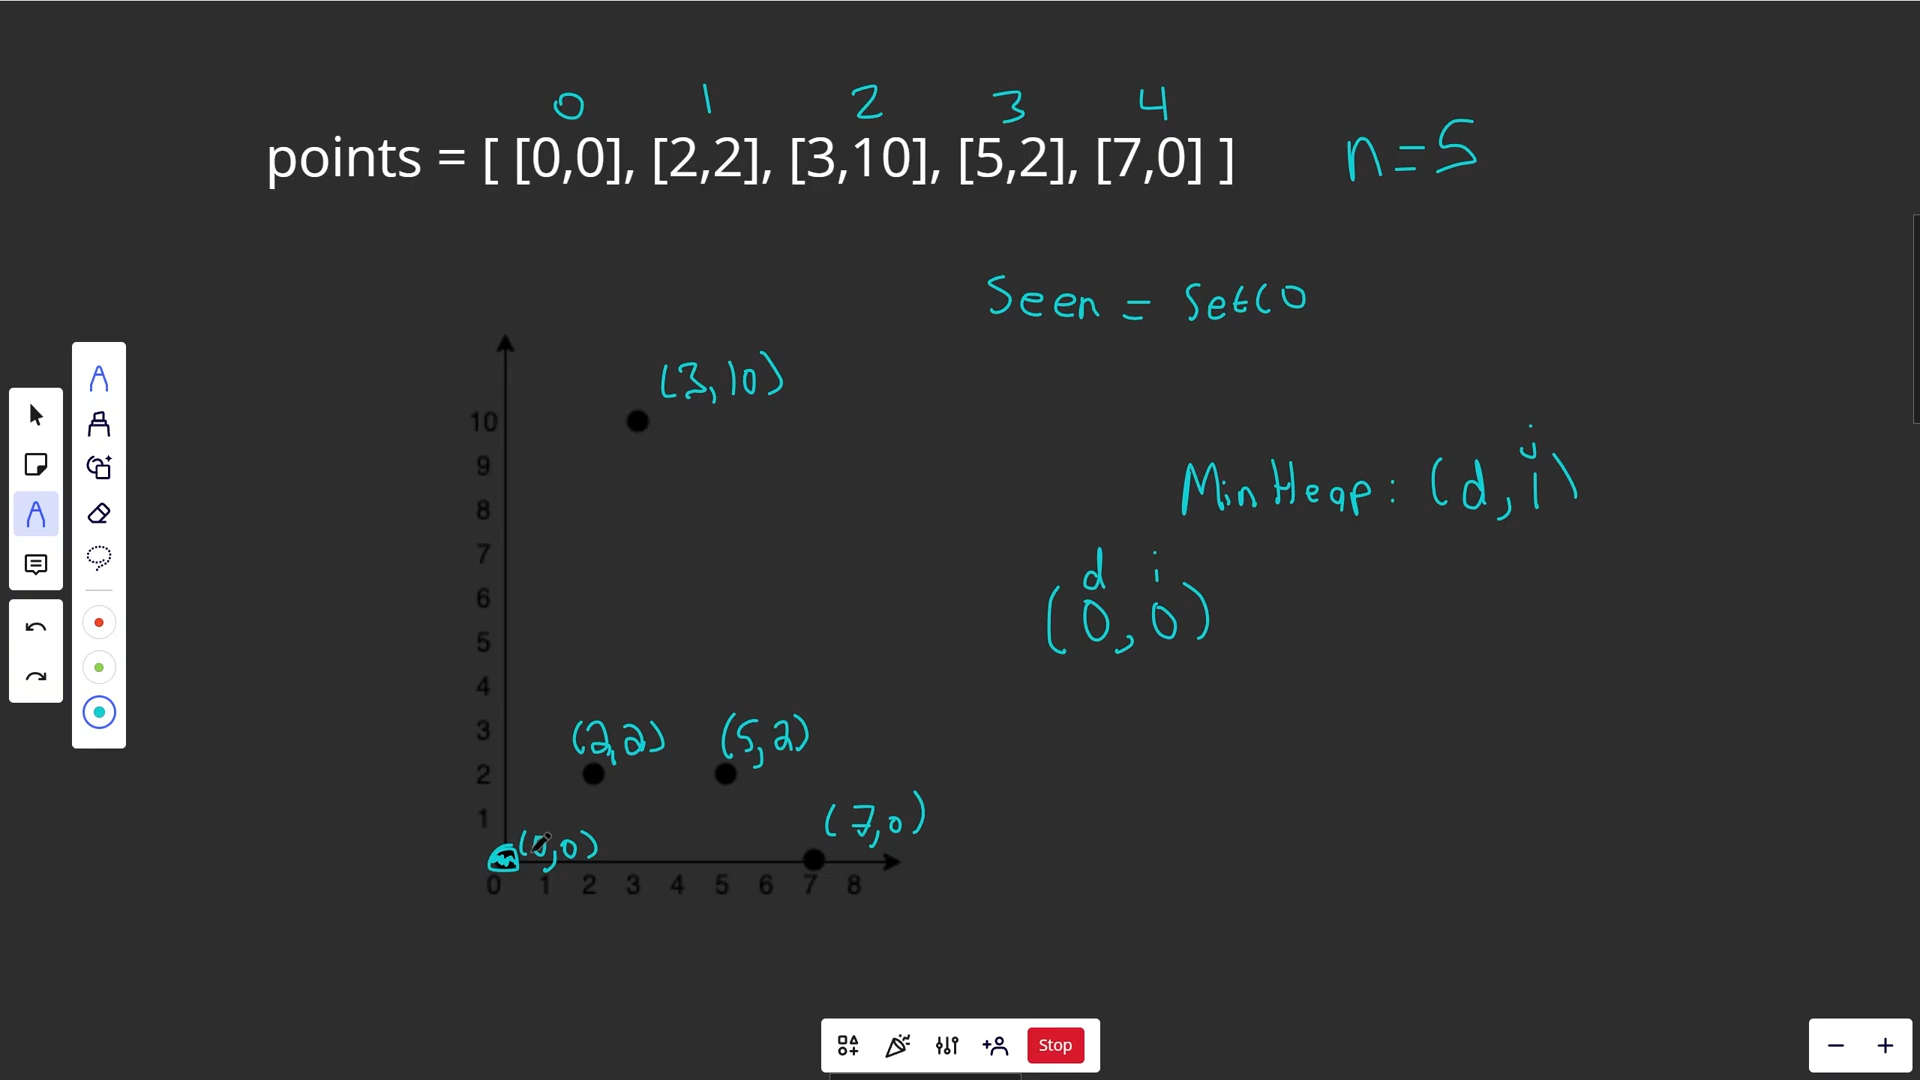 0 1 2 3 4
points = [ [0,0], [2,2], [3,10], [5,2], [7,0] ] n=5
Seen = Set()
(3,10)
10
9
8
7
6
5
4
3
2
1
Min Heap: (d, i)
d i
(0, 0)
(2,2) (5,2)
(7,0)
(0,0)
0 1 2 3 4 5 6 7 8
Stop